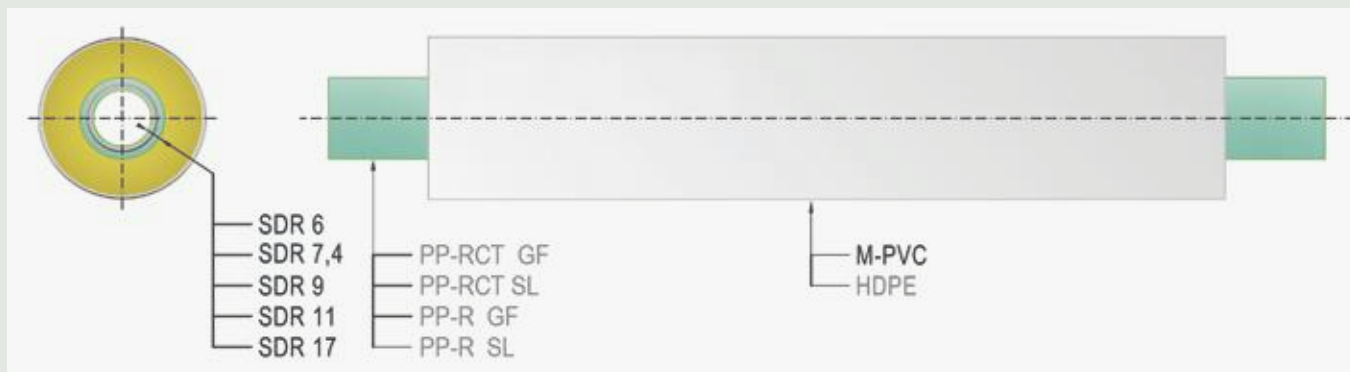 SDR 6
SDR 7,4
SDR 9
SDR 11
SDR 17
PP-RCT GF
PP-RCT SL
PP-R GF
PP-R SL
M-PVC
HDPE